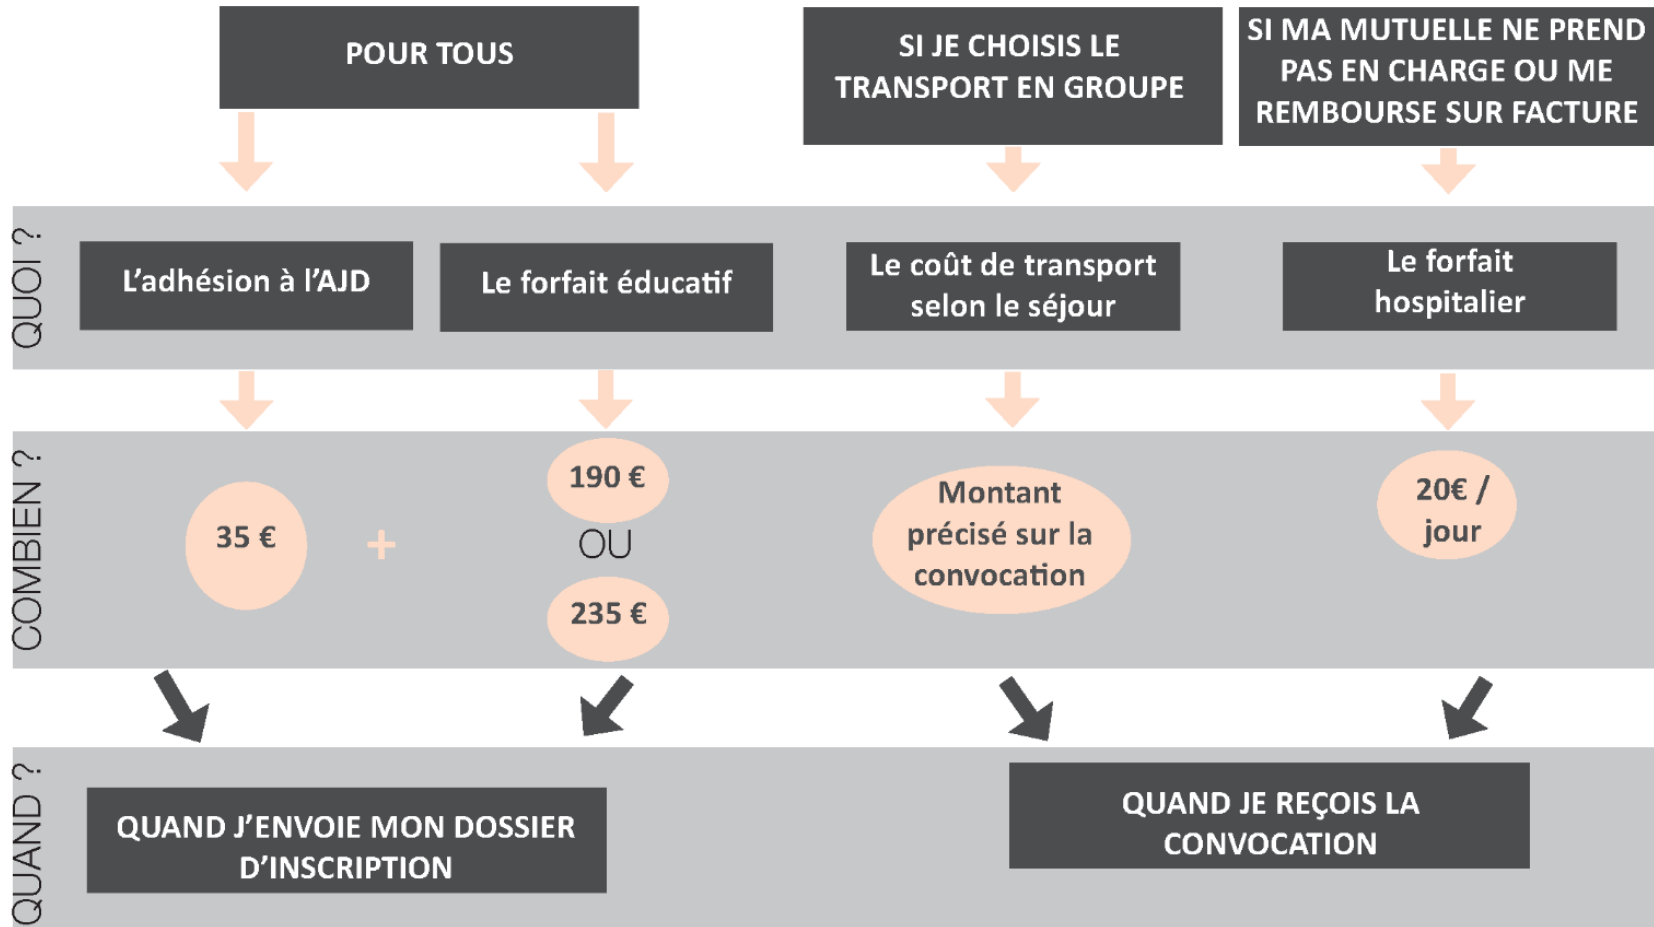 POUR TOUS
SI JE CHOISIS LE
TRANSPORT EN GROUPE
SI MA MUTUELLE NE PREND
PAS EN CHARGE OU ME
REMBOURSE SUR FACTURE
QUOI ?
L'adhésion à l'AJD
Le forfait éducatif
Le coût de transport
selon le séjour
Le forfait
hospitalier
COMBIEN ?
35 €
+
190 €
OU
235 €
Montant
précisé sur la
convocation
20€ /
jour
QUAND ?
QUAND J'ENVOIE MON DOSSIER
D'INSCRIPTION
QUAND JE REÇOIS LA
CONVOCATION